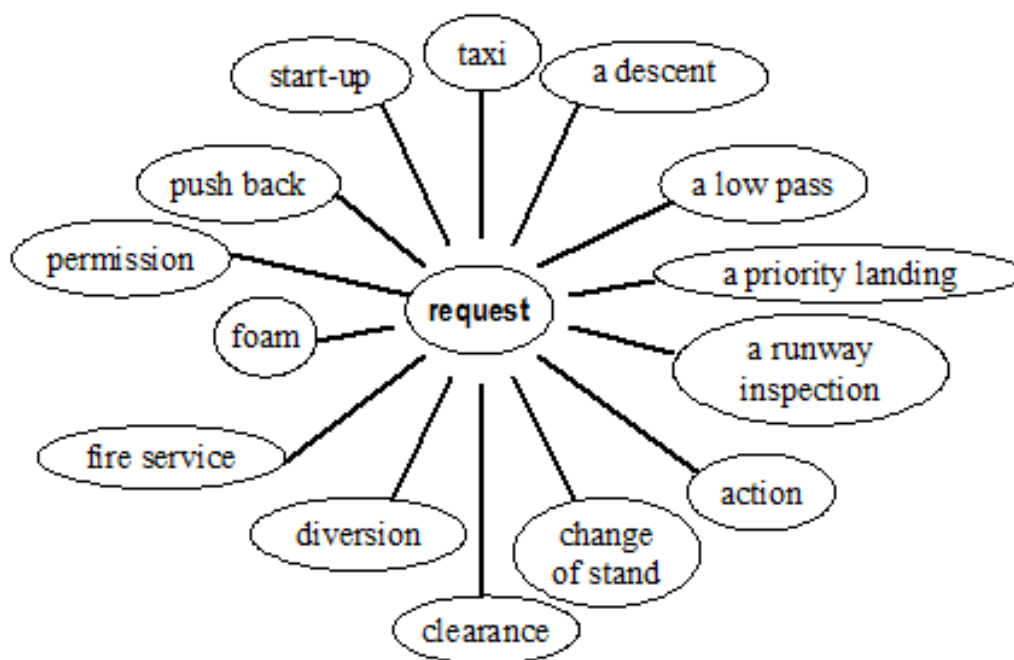 taxi
start-up
a descent
push back
a low pass
permission
a priority landing
request
foam
a runway
inspection
fire service
action
diversion
change
of stand
clearance